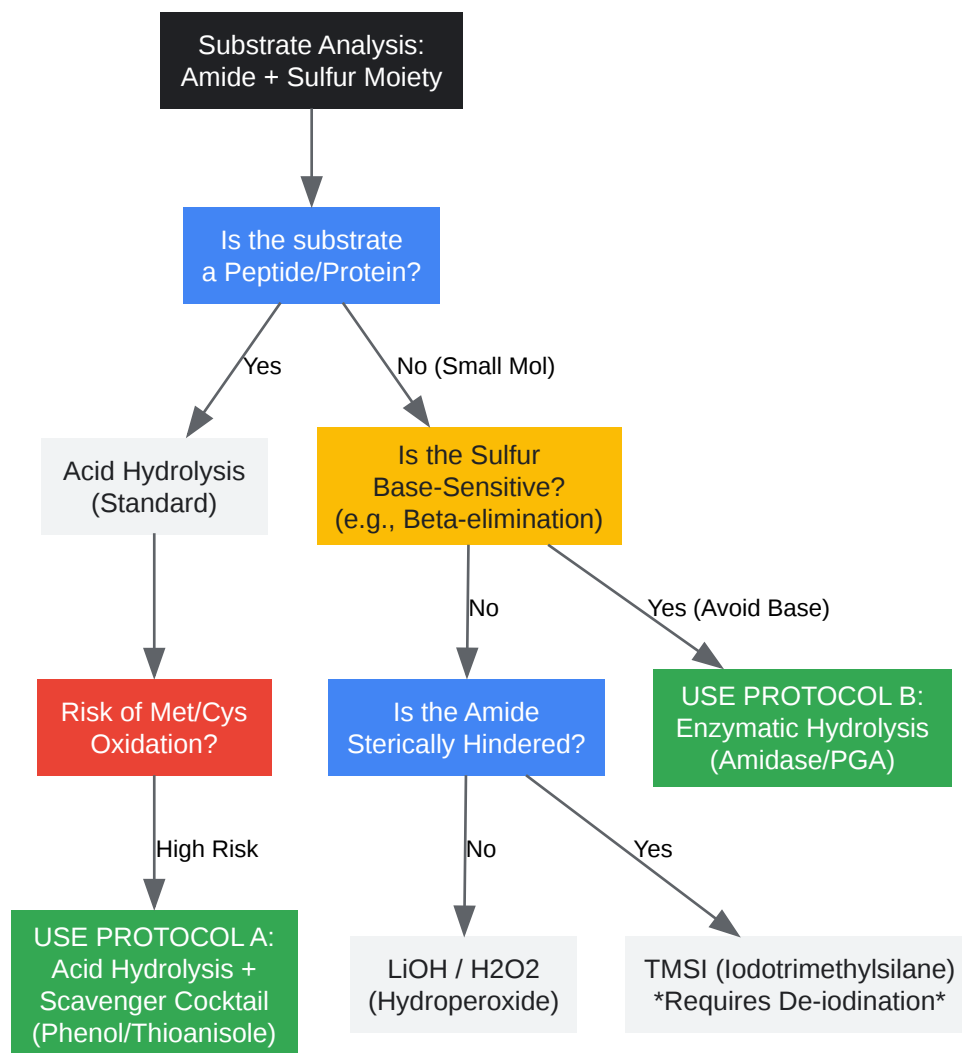 Substrate Analysis:
Amide + Sulfur Moiety
Is the substrate
a Peptide/Protein?
Yes
No (Small Mol)
Acid Hydrolysis
(Standard)
Is the Sulfur
Base-Sensitive?
(e.g., Beta-elimination)
No
Yes (Avoid Base)
Risk of Met/Cys
Oxidation?
Is the Amide
Sterically Hindered?
USE PROTOCOL B:
Enzymatic Hydrolysis
(Amidase/PGA)
High Risk
No
Yes
USE PROTOCOL A:
Acid Hydrolysis +
Scavenger Cocktail
(Phenol/Thioanisole)
LiOH / H2O2
(Hydroperoxide)
TMSI (Iodotrimethylsilane)
*Requires De-iodination*